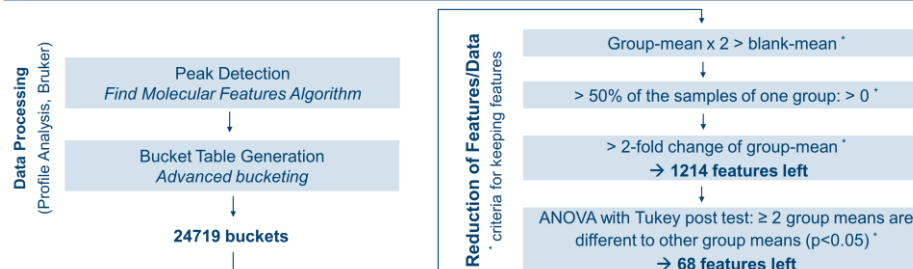 Data Processing
(Profile Analysis, Bruker)
Peak Detection
Find Molecular Features Algorithm
Bucket Table Generation
Advanced bucketing
24719 buckets
Reduction of Features/Data
* criteria for keeping features
Group-mean x 2 > blank-mean *
> 50% of the samples of one group: > 0 *
> 2-fold change of group-mean *
→ 1214 features left
ANOVA with Tukey post test: ≥ 2 group means are
different to other group means (p<0.05) *
→ 68 features left